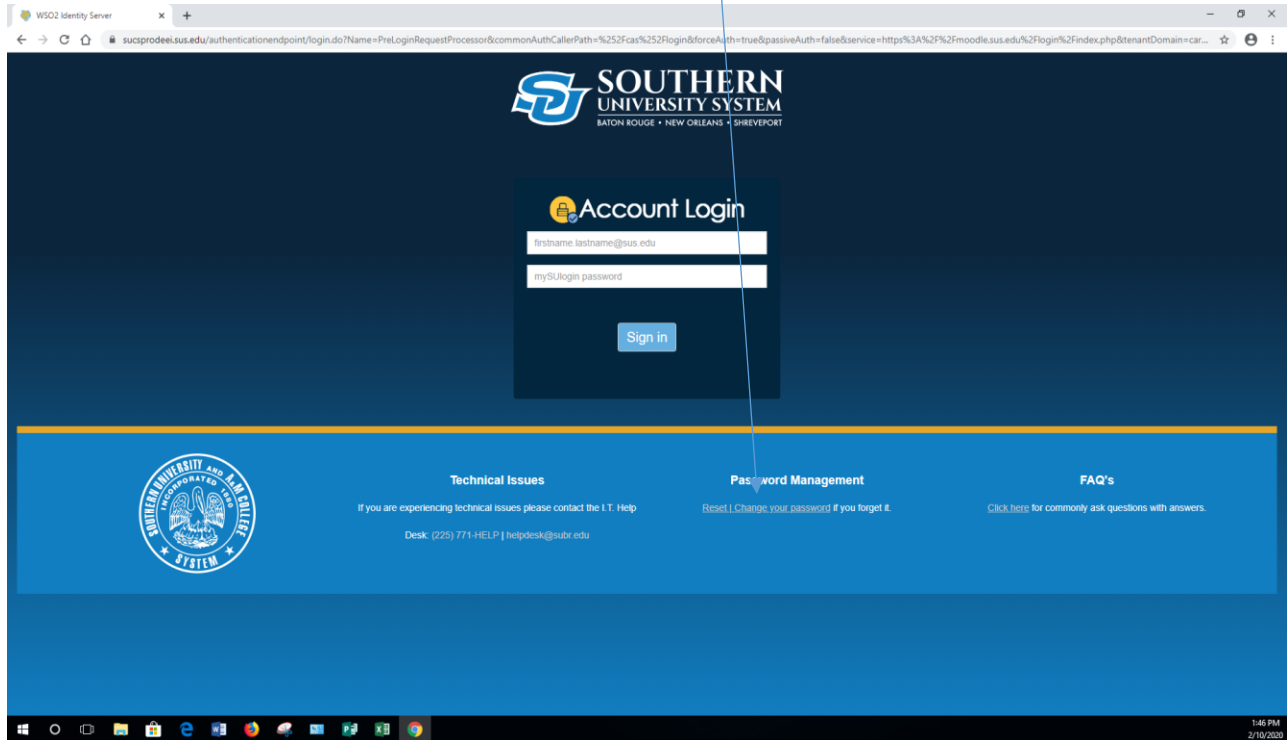 WSO2 Identity Server
sucsprodeei.sus.edu/authenticationendpoint/login.do?Name=PreLoginRequestProcessor&commonAuthCallerPath=%252Fcas%252Flogin&forceAuth=true&passiveAuth=false&service=https%3A%2F%2Fmoodle.sus.edu%2Flogin%2Findex.php&tenantDomain=car...
SOUTHERN
UNIVERSITY SYSTEM
BATON ROUGE • NEW ORLEANS • SHREVEPORT
Account Login
firstname.lastname@sus.edu
mySUlogin password
Sign in
SOUTHERN UNIVERSITY AND A&M COLLEGE
INCORPORATED 1880
SYSTEM
Technical Issues
If you are experiencing technical issues please contact the I.T. Help
Desk: (225) 771-HELP | helpdesk@subr.edu
Password Management
Reset | Change your password if you forget it.
FAQ's
Click here for commonly ask questions with answers.
1:46 PM
2/10/2020